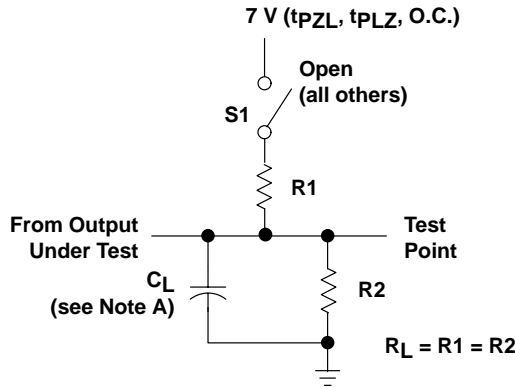 7 V (tPZL, tPLZ, O.C.)
Open
(all others)
S1
R1
From Output
Under Test
Test
Point
CL
(see Note A)
R2
RL = R1 = R2